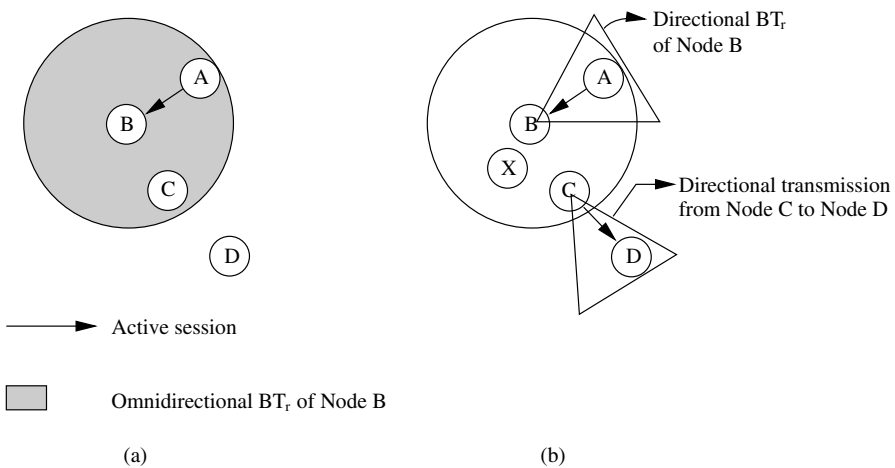 A
B
C
D
Active session
Omnidirectional BTr of Node B
(a)
Directional BTr
of Node B
A
B
X
C
Directional transmission
from Node C to Node D
D
(b)